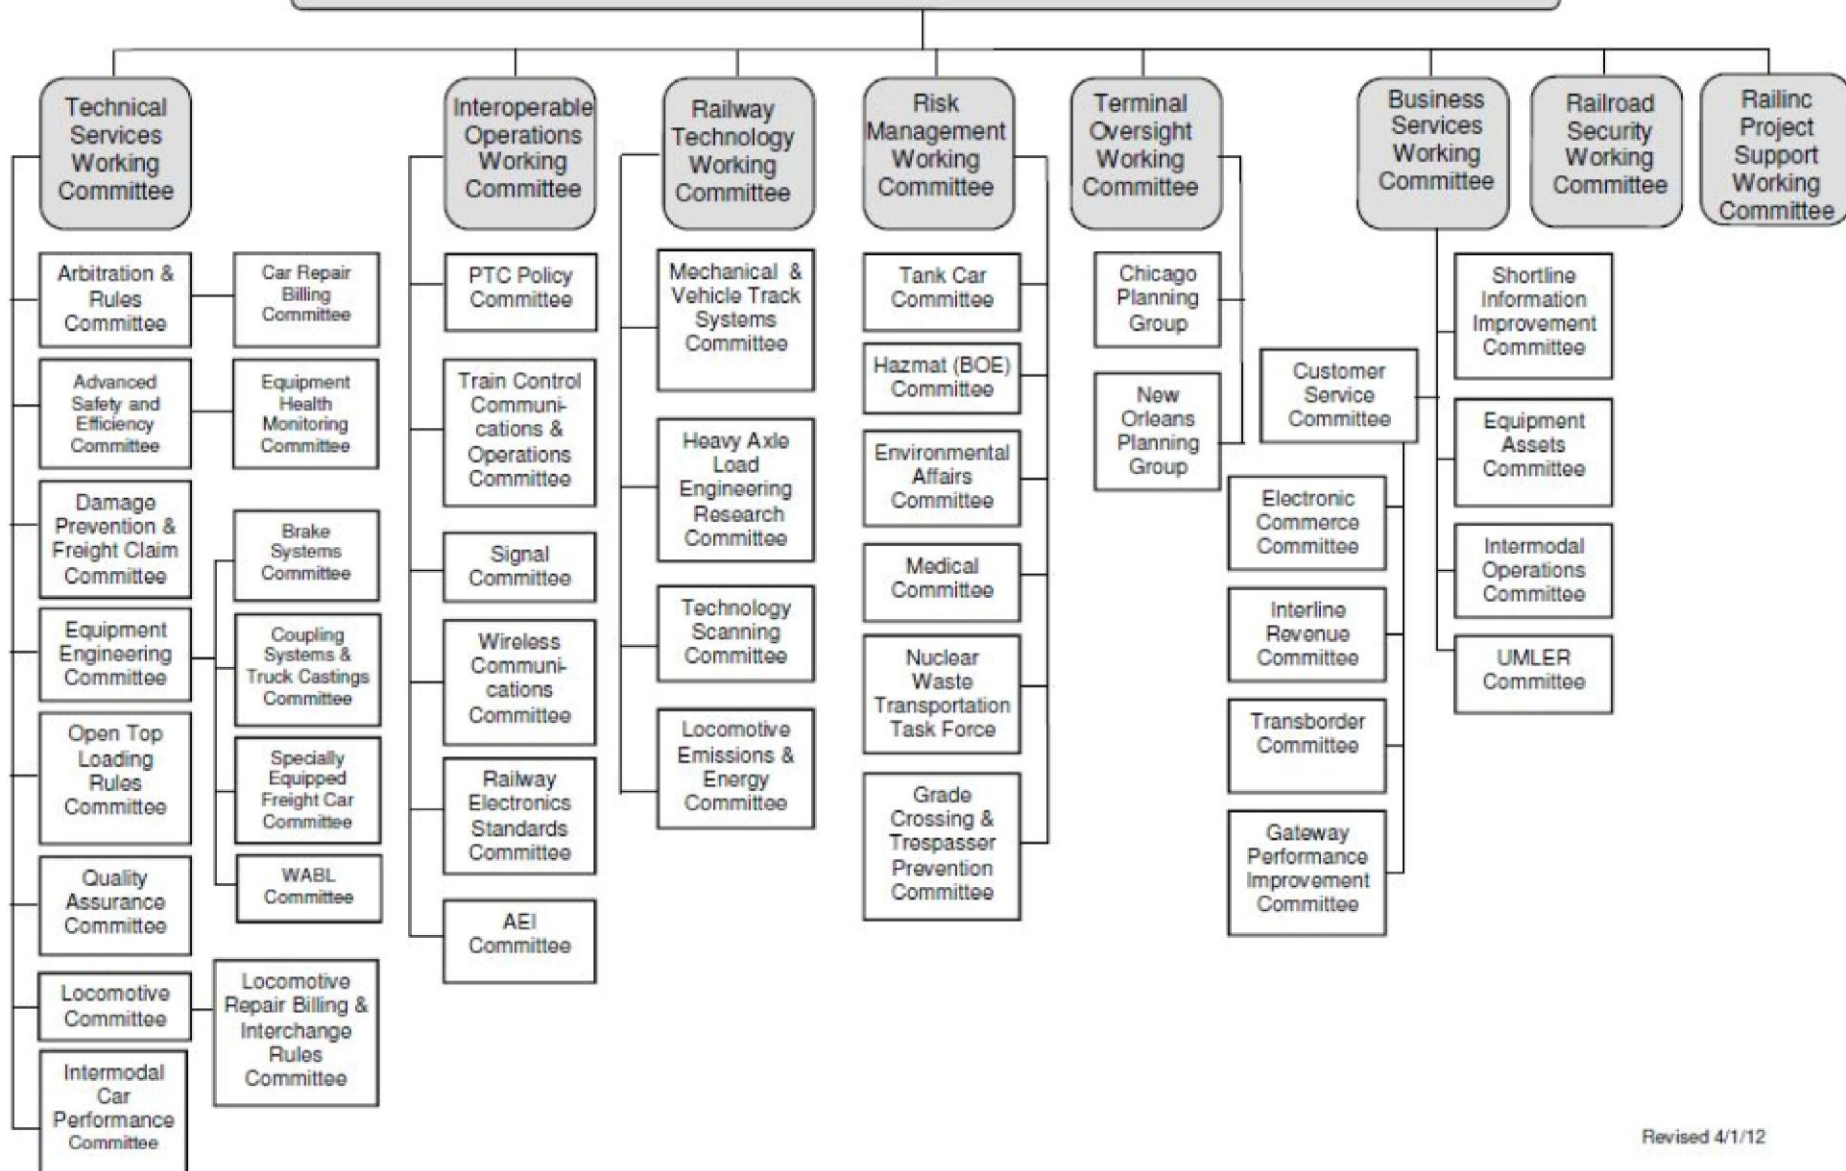 Technical
Services
Working
Committee
Interoperable
Operations
Working
Committee
Railway
Technology
Working
Committee
Risk
Management
Working
Committee
Terminal
Oversight
Working
Committee
Business
Services
Working
Committee
Railroad
Security
Working
Committee
Railinc
Project
Support
Working
Committee
Arbitration &
Rules
Committee
Car Repair
Billing
Committee
Advanced
Safety and
Efficiency
Committee
Equipment
Health
Monitoring
Committee
Damage
Prevention &
Freight Claim
Committee
Equipment
Engineering
Committee
Brake
Systems
Committee
Coupling
Systems &
Truck Castings
Committee
Specially
Equipped
Freight Car
Committee
WABL
Committee
Open Top
Loading
Rules
Committee
Quality
Assurance
Committee
Locomotive
Committee
Locomotive
Repair Billing &
Interchange
Rules
Committee
Intermodal
Car
Performance
Committee
PTC Policy
Committee
Train Control
Communi-
cations &
Operations
Committee
Signal
Committee
Wireless
Communi-
cations
Committee
Railway
Electronics
Standards
Committee
AEI
Committee
Mechanical &
Vehicle Track
Systems
Committee
Heavy Axle
Load
Engineering
Research
Committee
Technology
Scanning
Committee
Locomotive
Emissions &
Energy
Committee
Tank Car
Committee
Hazmat (BOE)
Committee
Environmental
Affairs
Committee
Medical
Committee
Nuclear
Waste
Transportation
Task Force
Grade
Crossing &
Trespasser
Prevention
Committee
Chicago
Planning
Group
New
Orleans
Planning
Group
Customer
Service
Committee
Electronic
Commerce
Committee
Interline
Revenue
Committee
Transborder
Committee
Gateway
Performance
Improvement
Committee
Shortline
Information
Improvement
Committee
Equipment
Assets
Committee
Intermodal
Operations
Committee
UMLER
Committee
Revised 4/1/12